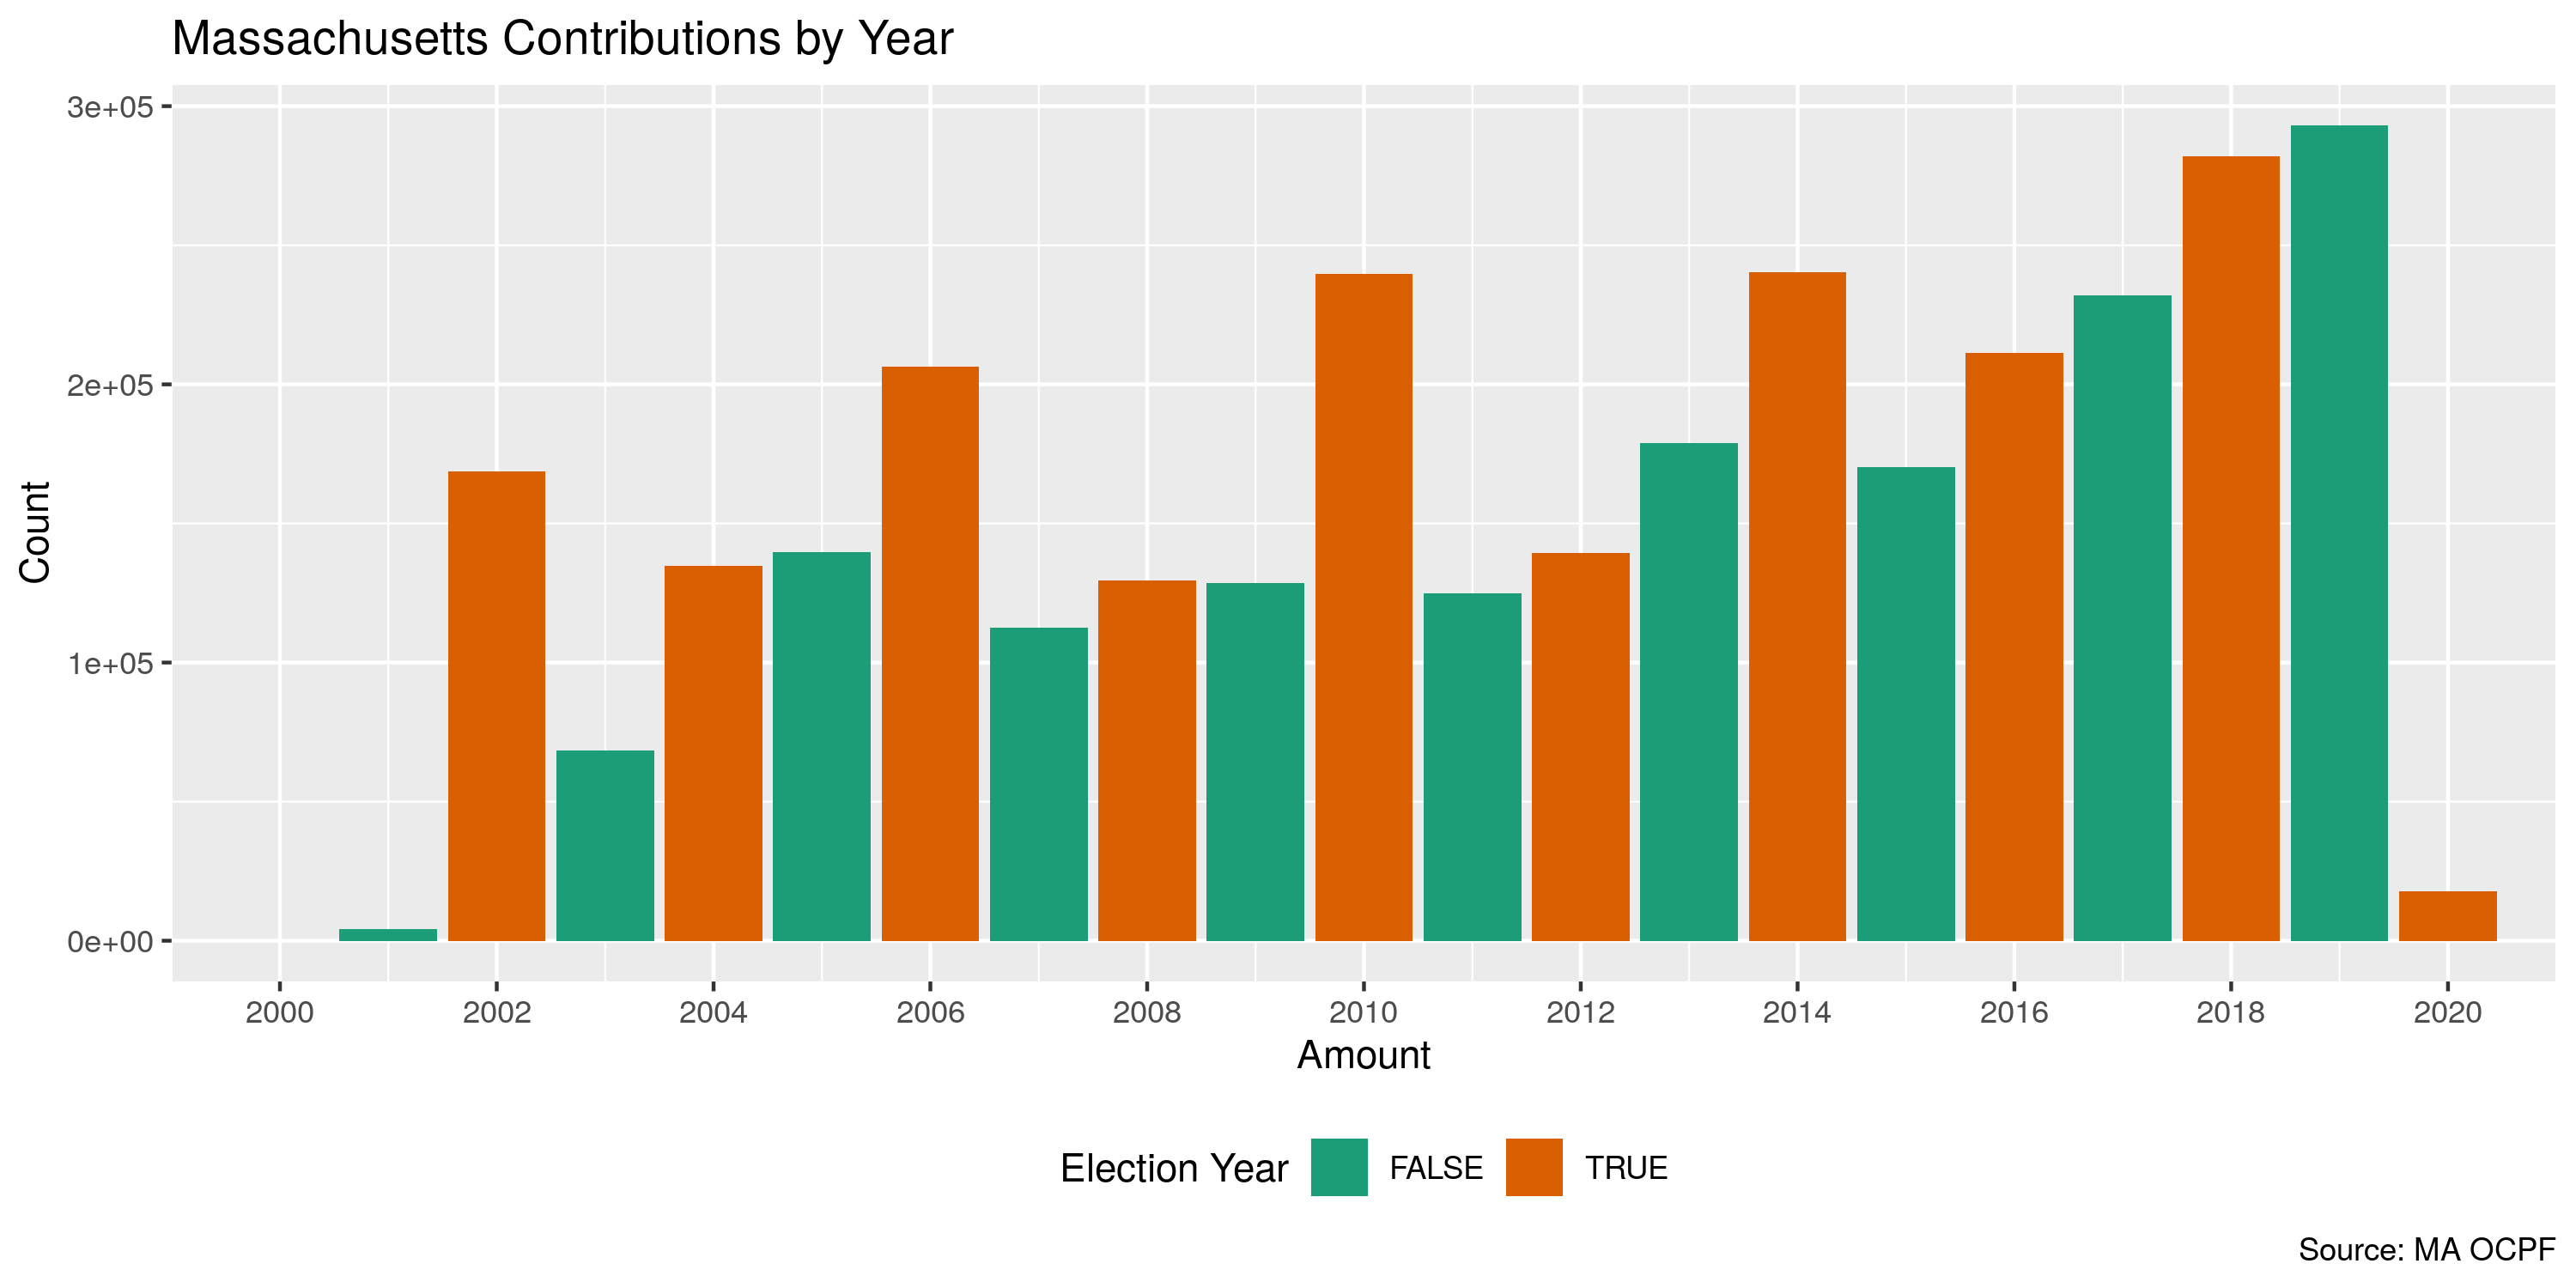 Massachusetts Contributions by Year
3e+05
2e+05
1e+05
0e+00
Count
2000 2002 2004 2006 2008 2010 2012 2014 2016 2018 2020
Amount
Election Year FALSE TRUE
Source: MA OCPF